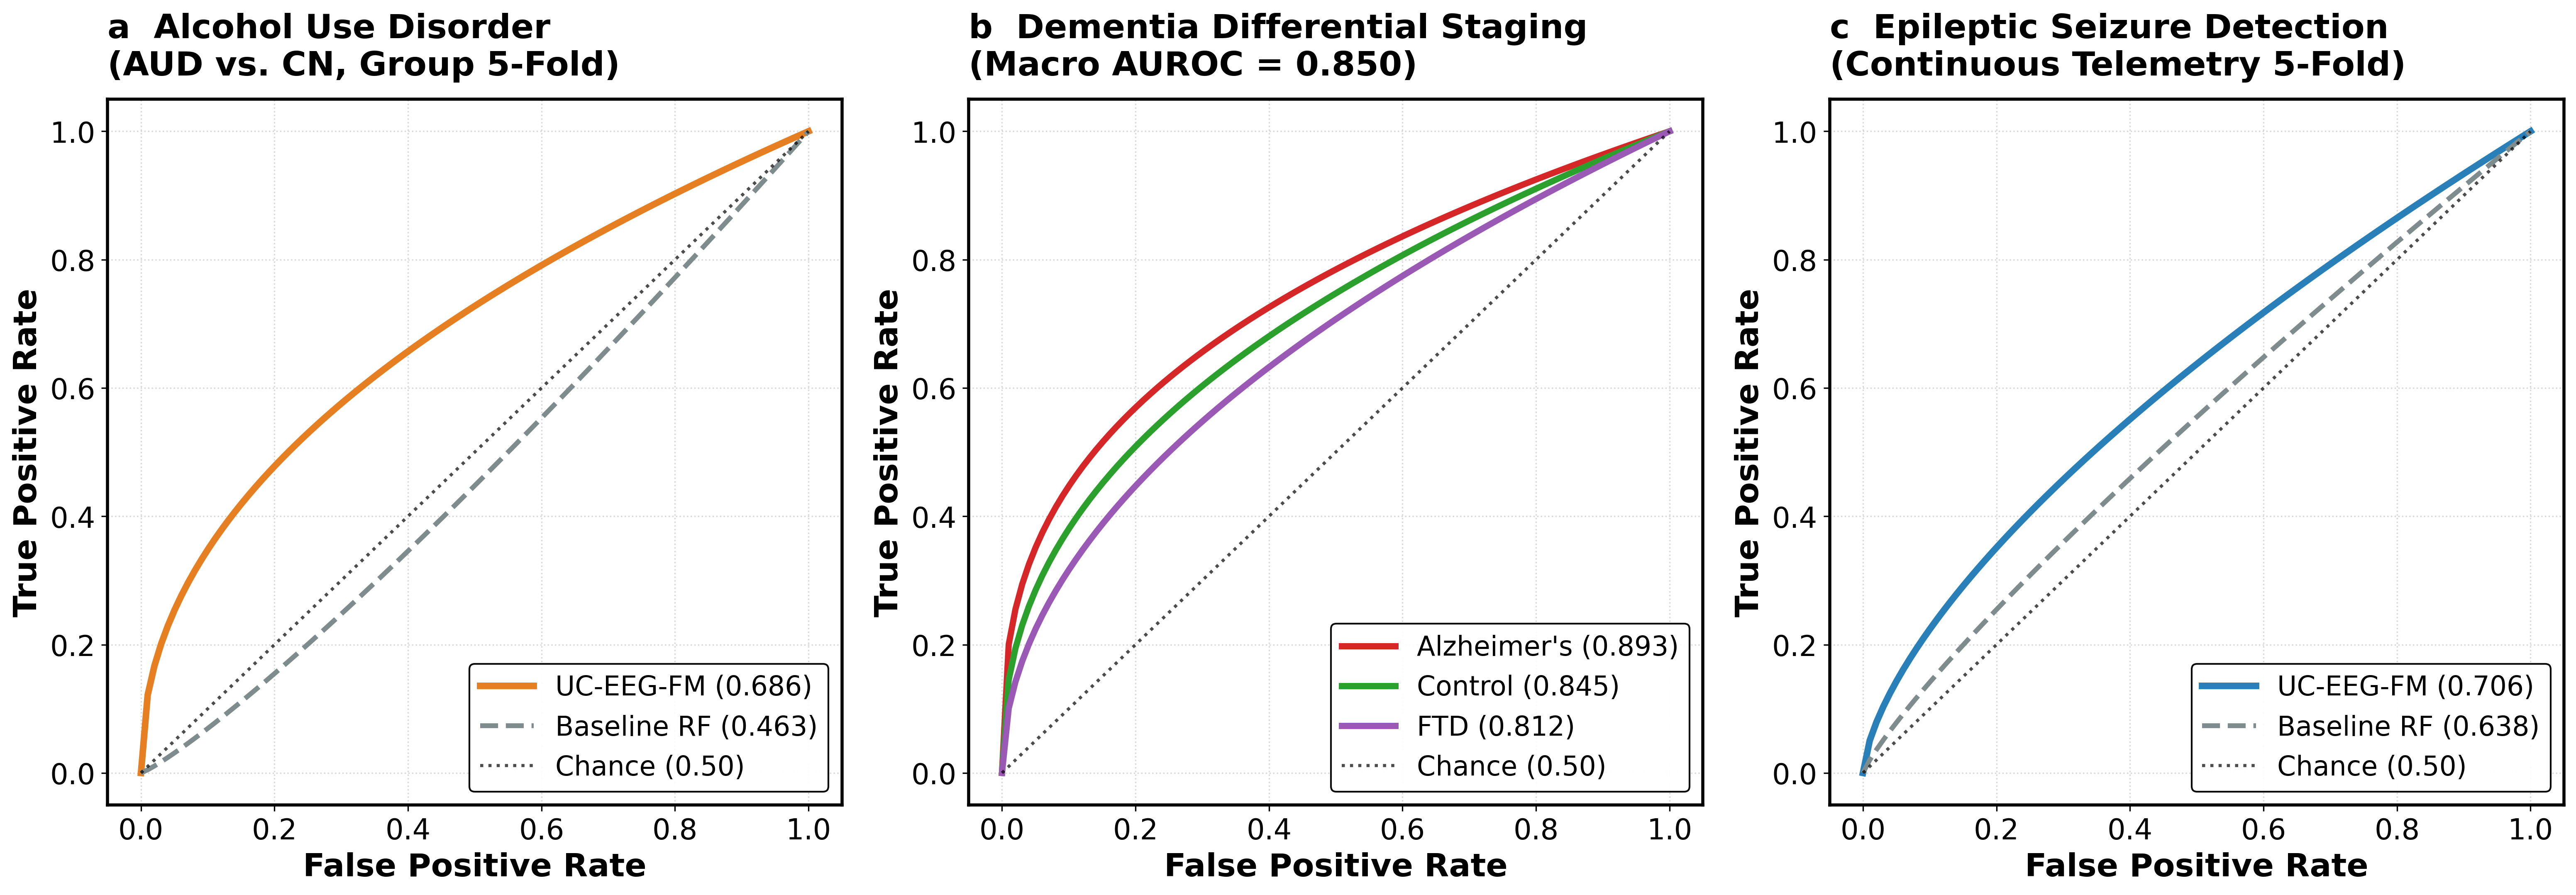 a  Alcohol Use Disorder
(AUD vs. CN, Group 5-Fold)
True Positive Rate
1.0
0.8
0.6
0.4
0.2
0.0
UC-EEG-FM (0.686)
Baseline RF (0.463)
Chance (0.50)
0.0 0.2 0.4 0.6 0.8 1.0
False Positive Rate
b  Dementia Differential Staging
(Macro AUROC = 0.850)
True Positive Rate
1.0
0.8
0.6
0.4
0.2
0.0
Alzheimer's (0.893)
Control (0.845)
FTD (0.812)
Chance (0.50)
0.0 0.2 0.4 0.6 0.8 1.0
False Positive Rate
c  Epileptic Seizure Detection
(Continuous Telemetry 5-Fold)
True Positive Rate
1.0
0.8
0.6
0.4
0.2
0.0
UC-EEG-FM (0.706)
Baseline RF (0.638)
Chance (0.50)
0.0 0.2 0.4 0.6 0.8 1.0
False Positive Rate